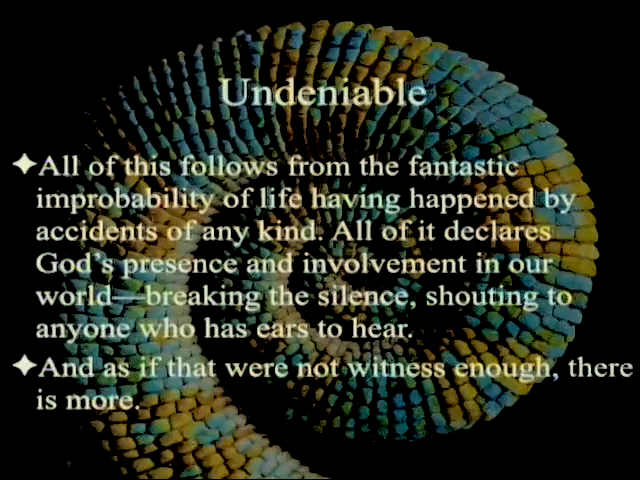 Undeniable
✦All of this follows from the fantastic
improbability of life having happened by
accidents of any kind. All of it declares
God's presence and involvement in our
world—breaking the silence, shouting to
anyone who has ears to hear.
✦And as if that were not witness enough, there
is more.